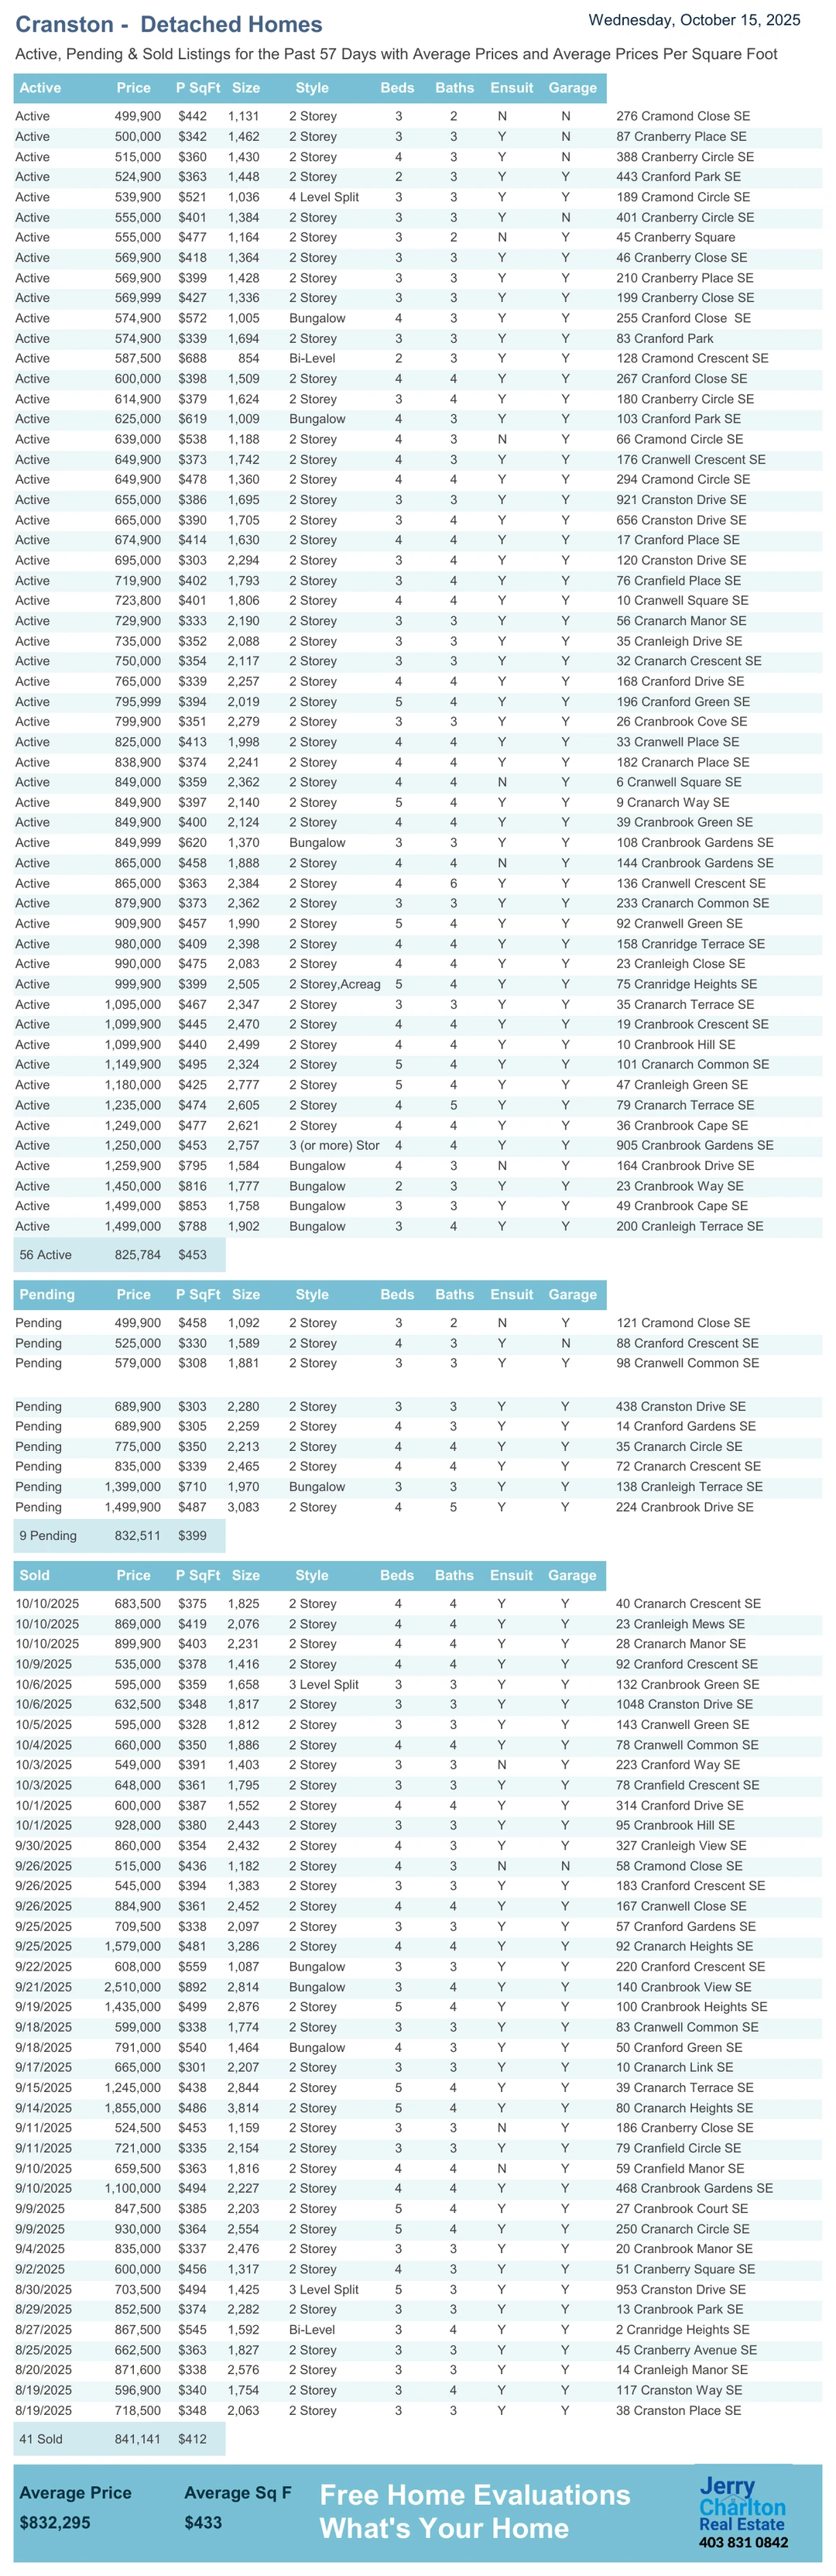 Cranston -  Detached Homes
Wednesday, October 15, 2025
Active, Pending & Sold Listings for the Past 57 Days with Average Prices and Average Prices Per Square Foot
Active Price P SqFt Size Style Beds Baths Ensuit Garage
Active 499,900 $442 1,131 2 Storey 3 2 N N 276 Cramond Close SE
Active 500,000 $342 1,462 2 Storey 3 3 Y N 87 Cranberry Place SE
Active 515,000 $360 1,430 2 Storey 4 3 Y N 388 Cranberry Circle SE
Active 524,900 $363 1,448 2 Storey 2 3 Y Y 443 Cranford Park SE
Active 539,900 $521 1,036 4 Level Split 3 3 Y Y 189 Cramond Circle SE
Active 555,000 $401 1,384 2 Storey 3 3 Y N 401 Cranberry Circle SE
Active 555,000 $477 1,164 2 Storey 3 2 N Y 45 Cranberry Square
Active 569,900 $418 1,364 2 Storey 3 3 Y Y 46 Cranberry Close SE
Active 569,900 $399 1,428 2 Storey 3 3 Y Y 210 Cranberry Place SE
Active 569,999 $427 1,336 2 Storey 3 3 Y Y 199 Cranberry Close SE
Active 574,900 $572 1,005 Bungalow 4 3 Y Y 255 Cranford Close  SE
Active 574,900 $339 1,694 2 Storey 3 3 Y Y 83 Cranford Park
Active 587,500 $688 854 Bi-Level 2 3 Y Y 128 Cramond Crescent SE
Active 600,000 $398 1,509 2 Storey 4 4 Y Y 267 Cranford Close SE
Active 614,900 $379 1,624 2 Storey 3 4 Y Y 180 Cranberry Circle SE
Active 625,000 $619 1,009 Bungalow 4 3 Y Y 103 Cranford Park SE
Active 639,000 $538 1,188 2 Storey 4 3 N Y 66 Cramond Circle SE
Active 649,900 $373 1,742 2 Storey 4 3 Y Y 176 Cranwell Crescent SE
Active 649,900 $478 1,360 2 Storey 4 4 Y Y 294 Cramond Circle SE
Active 655,000 $386 1,695 2 Storey 3 3 Y Y 921 Cranston Drive SE
Active 665,000 $390 1,705 2 Storey 3 4 Y Y 656 Cranston Drive SE
Active 674,900 $414 1,630 2 Storey 4 4 Y Y 17 Cranford Place SE
Active 695,000 $303 2,294 2 Storey 3 4 Y Y 120 Cranston Drive SE
Active 719,900 $402 1,793 2 Storey 3 4 Y Y 76 Cranfield Place SE
Active 723,800 $401 1,806 2 Storey 4 4 Y Y 10 Cranwell Square SE
Active 729,900 $333 2,190 2 Storey 3 3 Y Y 56 Cranarch Manor SE
Active 735,000 $352 2,088 2 Storey 3 3 Y Y 35 Cranleigh Drive SE
Active 750,000 $354 2,117 2 Storey 3 3 Y Y 32 Cranarch Crescent SE
Active 765,000 $339 2,257 2 Storey 4 4 Y Y 168 Cranford Drive SE
Active 795,999 $394 2,019 2 Storey 5 4 Y Y 196 Cranford Green SE
Active 799,900 $351 2,279 2 Storey 3 3 Y Y 26 Cranbrook Cove SE
Active 825,000 $413 1,998 2 Storey 4 4 Y Y 33 Cranwell Place SE
Active 838,900 $374 2,241 2 Storey 4 4 Y Y 182 Cranarch Place SE
Active 849,000 $359 2,362 2 Storey 4 4 N Y 6 Cranwell Square SE
Active 849,900 $397 2,140 2 Storey 5 4 Y Y 9 Cranarch Way SE
Active 849,900 $400 2,124 2 Storey 4 4 Y Y 39 Cranbrook Green SE
Active 849,999 $620 1,370 Bungalow 3 3 Y Y 108 Cranbrook Gardens SE
Active 865,000 $458 1,888 2 Storey 4 4 N Y 144 Cranbrook Gardens SE
Active 865,000 $363 2,384 2 Storey 4 6 Y Y 136 Cranwell Crescent SE
Active 879,900 $373 2,362 2 Storey 3 3 Y Y 233 Cranarch Common SE
Active 909,900 $457 1,990 2 Storey 5 4 Y Y 92 Cranwell Green SE
Active 980,000 $409 2,398 2 Storey 4 4 Y Y 158 Cranridge Terrace SE
Active 990,000 $475 2,083 2 Storey 4 4 Y Y 23 Cranleigh Close SE
Active 999,900 $399 2,505 2 Storey,Acreag 5 4 Y Y 75 Cranridge Heights SE
Active 1,095,000 $467 2,347 2 Storey 3 3 Y Y 35 Cranarch Terrace SE
Active 1,099,900 $445 2,470 2 Storey 4 4 Y Y 19 Cranbrook Crescent SE
Active 1,099,900 $440 2,499 2 Storey 4 4 Y Y 10 Cranbrook Hill SE
Active 1,149,900 $495 2,324 2 Storey 5 4 Y Y 101 Cranarch Common SE
Active 1,180,000 $425 2,777 2 Storey 5 4 Y Y 47 Cranleigh Green SE
Active 1,235,000 $474 2,605 2 Storey 4 5 Y Y 79 Cranarch Terrace SE
Active 1,249,000 $477 2,621 2 Storey 4 4 Y Y 36 Cranbrook Cape SE
Active 1,250,000 $453 2,757 3 (or more) Stor 4 4 Y Y 905 Cranbrook Gardens SE
Active 1,259,900 $795 1,584 Bungalow 4 3 N Y 164 Cranbrook Drive SE
Active 1,450,000 $816 1,777 Bungalow 2 3 Y Y 23 Cranbrook Way SE
Active 1,499,000 $853 1,758 Bungalow 3 3 Y Y 49 Cranbrook Cape SE
Active 1,499,000 $788 1,902 Bungalow 3 4 Y Y 200 Cranleigh Terrace SE
56 Active 825,784 $453
Pending Price P SqFt Size Style Beds Baths Ensuit Garage
Pending 499,900 $458 1,092 2 Storey 3 2 N Y 121 Cramond Close SE
Pending 525,000 $330 1,589 2 Storey 4 3 Y N 88 Cranford Crescent SE
Pending 579,000 $308 1,881 2 Storey 3 3 Y Y 98 Cranwell Common SE
Pending 689,900 $303 2,280 2 Storey 3 3 Y Y 438 Cranston Drive SE
Pending 689,900 $305 2,259 2 Storey 4 3 Y Y 14 Cranford Gardens SE
Pending 775,000 $350 2,213 2 Storey 4 4 Y Y 35 Cranarch Circle SE
Pending 835,000 $339 2,465 2 Storey 4 4 Y Y 72 Cranarch Crescent SE
Pending 1,399,000 $710 1,970 Bungalow 3 3 Y Y 138 Cranleigh Terrace SE
Pending 1,499,900 $487 3,083 2 Storey 4 5 Y Y 224 Cranbrook Drive SE
9 Pending 832,511 $399
Sold Price P SqFt Size Style Beds Baths Ensuit Garage
10/10/2025 683,500 $375 1,825 2 Storey 4 4 Y Y 40 Cranarch Crescent SE
10/10/2025 869,000 $419 2,076 2 Storey 4 4 Y Y 23 Cranleigh Mews SE
10/10/2025 899,900 $403 2,231 2 Storey 4 4 Y Y 28 Cranarch Manor SE
10/9/2025 535,000 $378 1,416 2 Storey 4 4 Y Y 92 Cranford Crescent SE
10/6/2025 595,000 $359 1,658 3 Level Split 3 3 Y Y 132 Cranbrook Green SE
10/6/2025 632,500 $348 1,817 2 Storey 3 3 Y Y 1048 Cranston Drive SE
10/5/2025 595,000 $328 1,812 2 Storey 3 3 Y Y 143 Cranwell Green SE
10/4/2025 660,000 $350 1,886 2 Storey 4 4 Y Y 78 Cranwell Common SE
10/3/2025 549,000 $391 1,403 2 Storey 3 3 N Y 223 Cranford Way SE
10/3/2025 648,000 $361 1,795 2 Storey 3 3 Y Y 78 Cranfield Crescent SE
10/1/2025 600,000 $387 1,552 2 Storey 4 4 Y Y 314 Cranford Drive SE
10/1/2025 928,000 $380 2,443 2 Storey 3 3 Y Y 95 Cranbrook Hill SE
9/30/2025 860,000 $354 2,432 2 Storey 4 3 Y Y 327 Cranleigh View SE
9/26/2025 515,000 $436 1,182 2 Storey 4 3 N N 58 Cramond Close SE
9/26/2025 545,000 $394 1,383 2 Storey 3 3 Y Y 183 Cranford Crescent SE
9/26/2025 884,900 $361 2,452 2 Storey 4 4 Y Y 167 Cranwell Close SE
9/25/2025 709,500 $338 2,097 2 Storey 3 3 Y Y 57 Cranford Gardens SE
9/25/2025 1,579,000 $481 3,286 2 Storey 4 4 Y Y 92 Cranarch Heights SE
9/22/2025 608,000 $559 1,087 Bungalow 3 3 Y Y 220 Cranford Crescent SE
9/21/2025 2,510,000 $892 2,814 Bungalow 3 4 Y Y 140 Cranbrook View SE
9/19/2025 1,435,000 $499 2,876 2 Storey 5 4 Y Y 100 Cranbrook Heights SE
9/18/2025 599,000 $338 1,774 2 Storey 3 3 Y Y 83 Cranwell Common SE
9/18/2025 791,000 $540 1,464 Bungalow 4 3 Y Y 50 Cranford Green SE
9/17/2025 665,000 $301 2,207 2 Storey 3 3 Y Y 10 Cranarch Link SE
9/15/2025 1,245,000 $438 2,844 2 Storey 5 4 Y Y 39 Cranarch Terrace SE
9/14/2025 1,855,000 $486 3,814 2 Storey 5 4 Y Y 80 Cranarch Heights SE
9/11/2025 524,500 $453 1,159 2 Storey 3 3 N Y 186 Cranberry Close SE
9/11/2025 721,000 $335 2,154 2 Storey 3 3 Y Y 79 Cranfield Circle SE
9/10/2025 659,500 $363 1,816 2 Storey 4 4 N Y 59 Cranfield Manor SE
9/10/2025 1,100,000 $494 2,227 2 Storey 4 4 Y Y 468 Cranbrook Gardens SE
9/9/2025 847,500 $385 2,203 2 Storey 5 4 Y Y 27 Cranbrook Court SE
9/9/2025 930,000 $364 2,554 2 Storey 5 4 Y Y 250 Cranarch Circle SE
9/4/2025 835,000 $337 2,476 2 Storey 3 3 Y Y 20 Cranbrook Manor SE
9/2/2025 600,000 $456 1,317 2 Storey 4 3 Y Y 51 Cranberry Square SE
8/30/2025 703,500 $494 1,425 3 Level Split 5 3 Y Y 953 Cranston Drive SE
8/29/2025 852,500 $374 2,282 2 Storey 3 3 Y Y 13 Cranbrook Park SE
8/27/2025 867,500 $545 1,592 Bi-Level 3 4 Y Y 2 Cranridge Heights SE
8/25/2025 662,500 $363 1,827 2 Storey 3 3 Y Y 45 Cranberry Avenue SE
8/20/2025 871,600 $338 2,576 2 Storey 3 3 Y Y 14 Cranleigh Manor SE
8/19/2025 596,900 $340 1,754 2 Storey 3 4 Y Y 117 Cranston Way SE
8/19/2025 718,500 $348 2,063 2 Storey 3 3 Y Y 38 Cranston Place SE
41 Sold 841,141 $412
Average Price Average Sq F
$832,295 $433
Free Home Evaluations
What's Your Home
Jerry
Charlton
Real Estate
403 831 0842